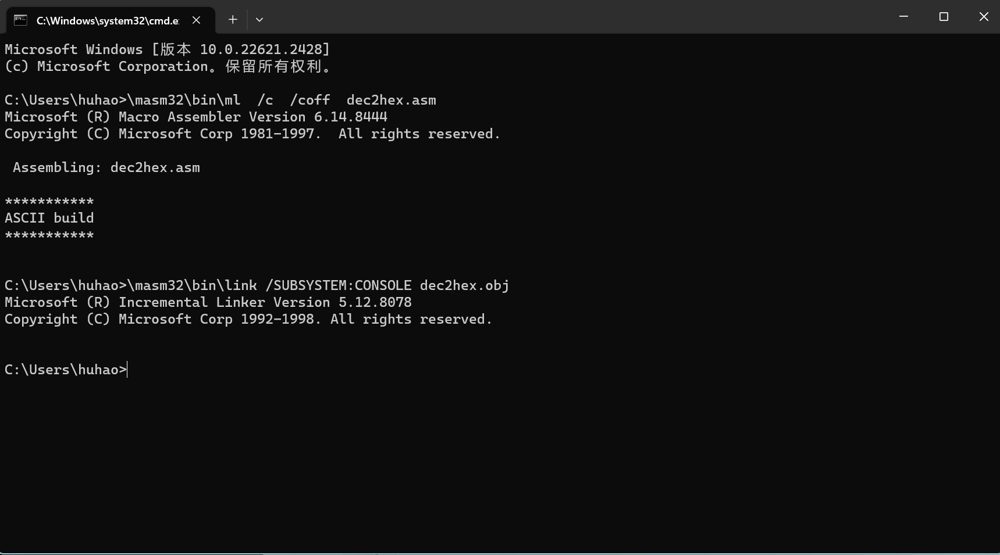 C:\Windows\system32\cmd.e
Microsoft Windows [版本 10.0.22621.2428]
(c) Microsoft Corporation。保留所有权利。
C:\Users\huhao>\masm32\bin\ml  /c  /coff  dec2hex.asm
Microsoft (R) Macro Assembler Version 6.14.8444
Copyright (C) Microsoft Corp 1981-1997.  All rights reserved.
 Assembling: dec2hex.asm
***********
ASCII build
***********
C:\Users\huhao>\masm32\bin\link /SUBSYSTEM:CONSOLE dec2hex.obj
Microsoft (R) Incremental Linker Version 5.12.8078
Copyright (C) Microsoft Corp 1992-1998. All rights reserved.
C:\Users\huhao>